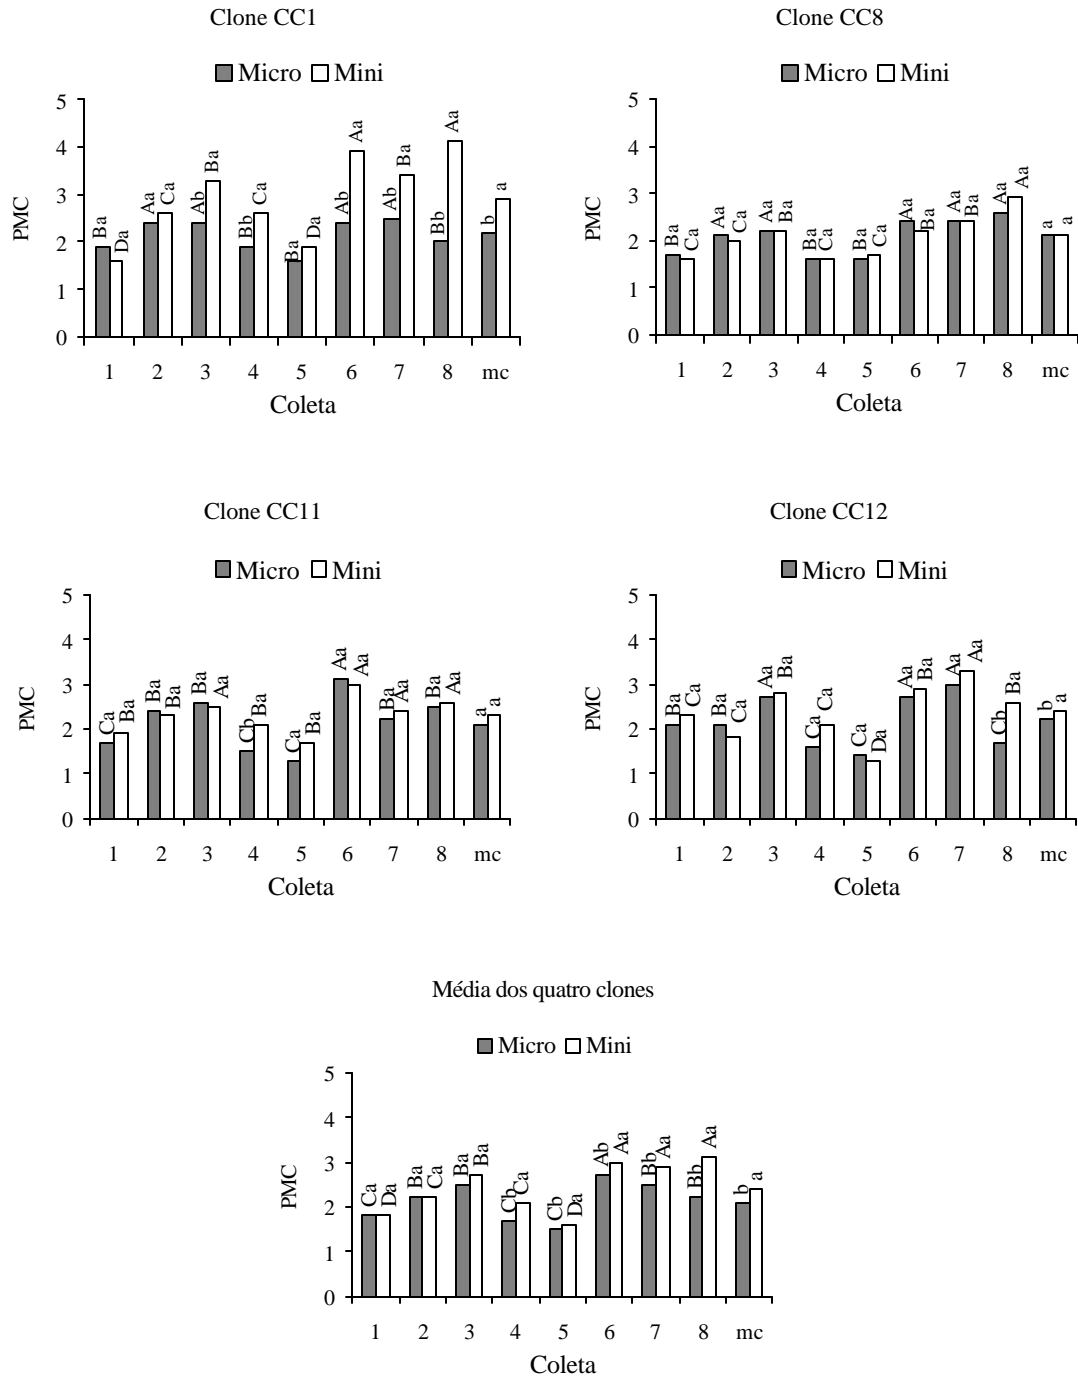 Clone CC1
Micro Mini
5
4
3
2
1
0
PMC
Ba Da Aa Ca Ab Ba Bb Ca Ba Da Ab Aa Ab Ba Bb Aa b a
1 2 3 4 5 6 7 8 mc
Coleta
Clone CC8
Micro Mini
5
4
3
2
1
0
PMC
Ba Ca Aa Ca Aa Ba Ba Ca Ba Ca Aa Ba Aa Ba Aa Aa a a
1 2 3 4 5 6 7 8 mc
Coleta
Clone CC11
Micro Mini
5
4
3
2
1
0
PMC
Ca Ba Ba Ba Ba Aa Cb Ba Ca Ba Aa Aa Ba Aa Ba Aa a a
1 2 3 4 5 6 7 8 mc
Coleta
Clone CC12
Micro Mini
5
4
3
2
1
0
PMC
Ba Ca Ba Ca Aa Ba Ca Ca Ca Da Aa Ba Aa Aa Cb Ba b a
1 2 3 4 5 6 7 8 mc
Coleta
Média dos quatro clones
Micro Mini
5
4
3
2
1
0
PMC
Ca Da Ba Ca Ba Ba Cb Ca Cb Da Ab Aa Bb Aa Bb Aa b a
1 2 3 4 5 6 7 8 mc
Coleta